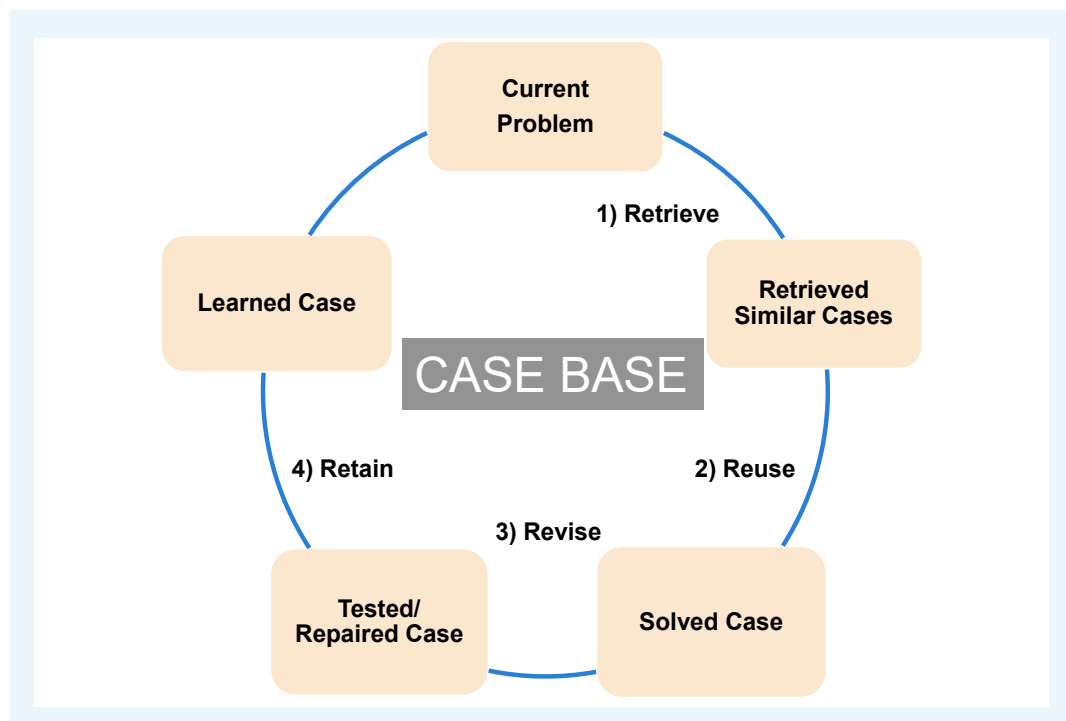 Current
Problem
1) Retrieve
Retrieved
Similar Cases
Learned Case
CASE BASE
2) Reuse
4) Retain
3) Revise
Solved Case
Tested/
Repaired Case